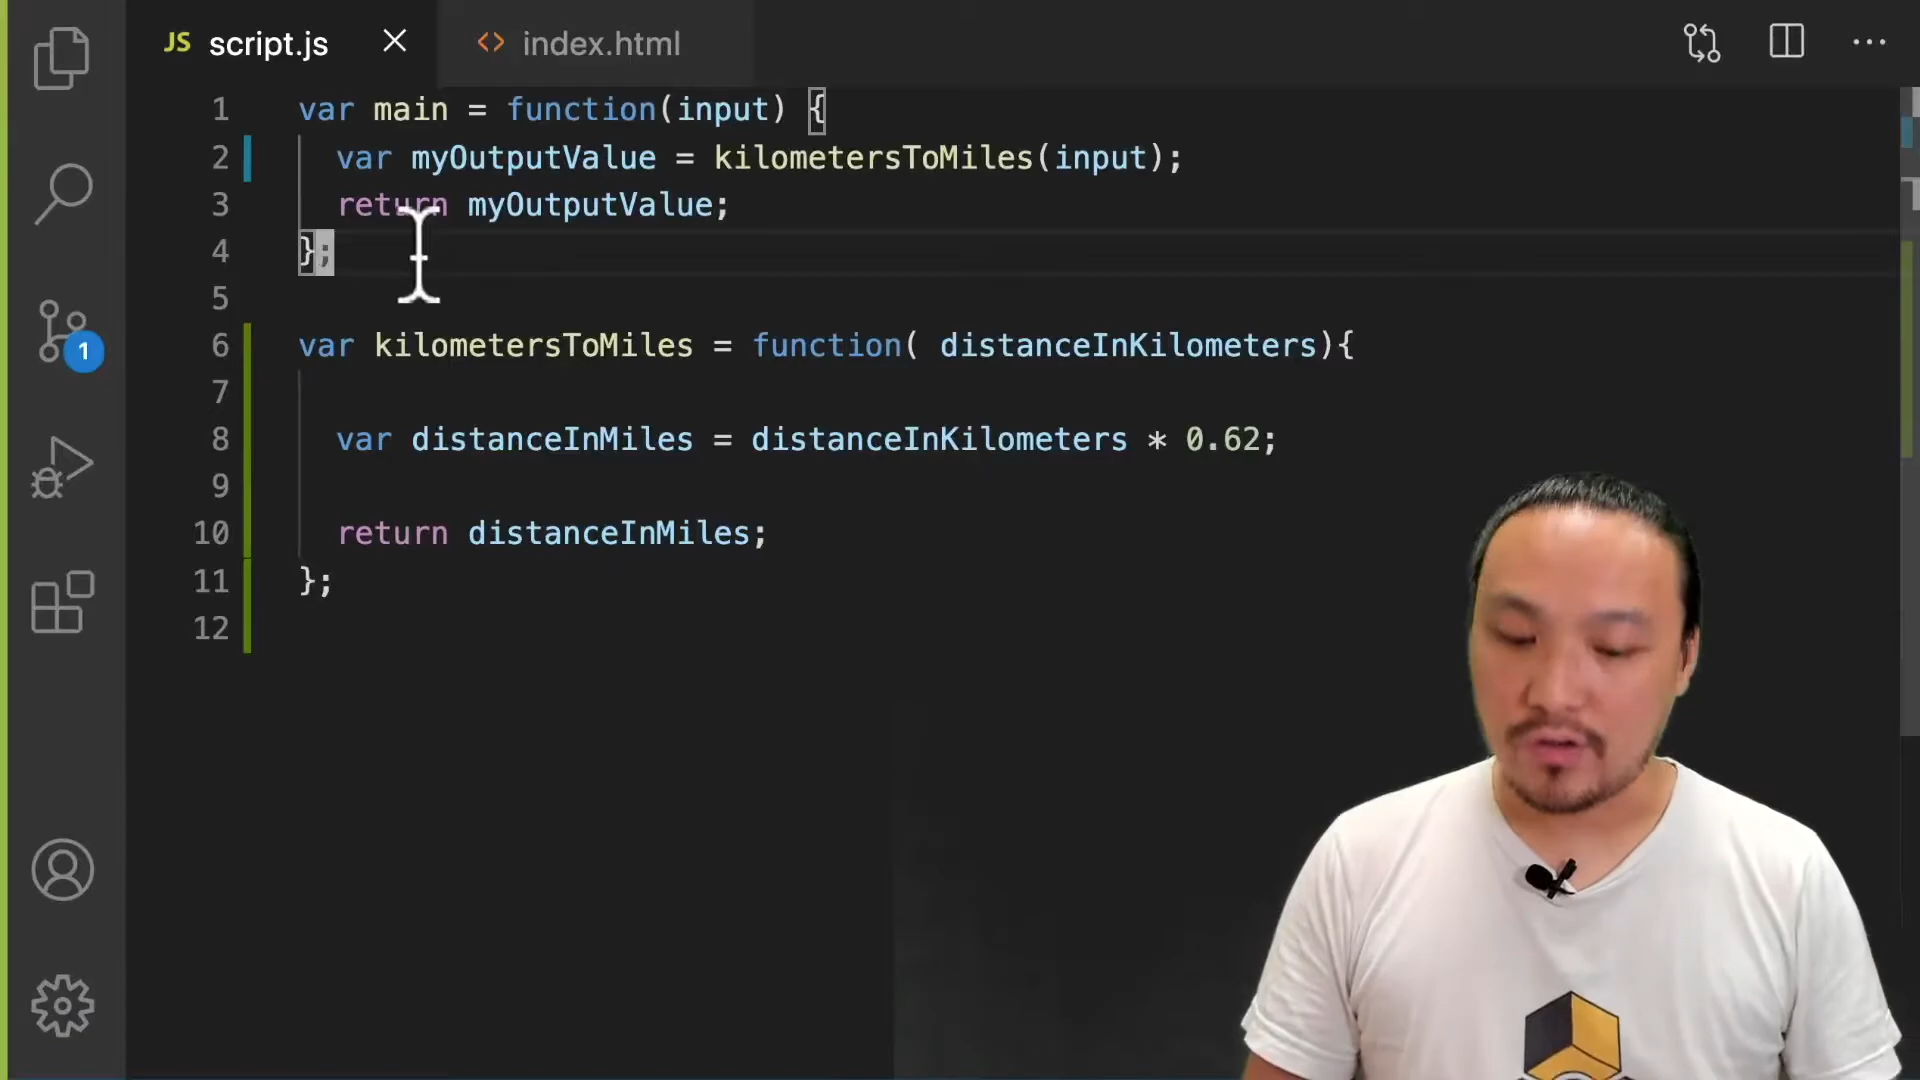 JS script.js
<> index.html
1 var main = function(input) {
2 var myOutputValue = kilometersToMiles(input);
3 return myOutputValue;
4 };
5
6 var kilometersToMiles = function( distanceInKilometers){
7
8 var distanceInMiles = distanceInKilometers * 0.62;
9
10 return distanceInMiles;
11 };
12
1